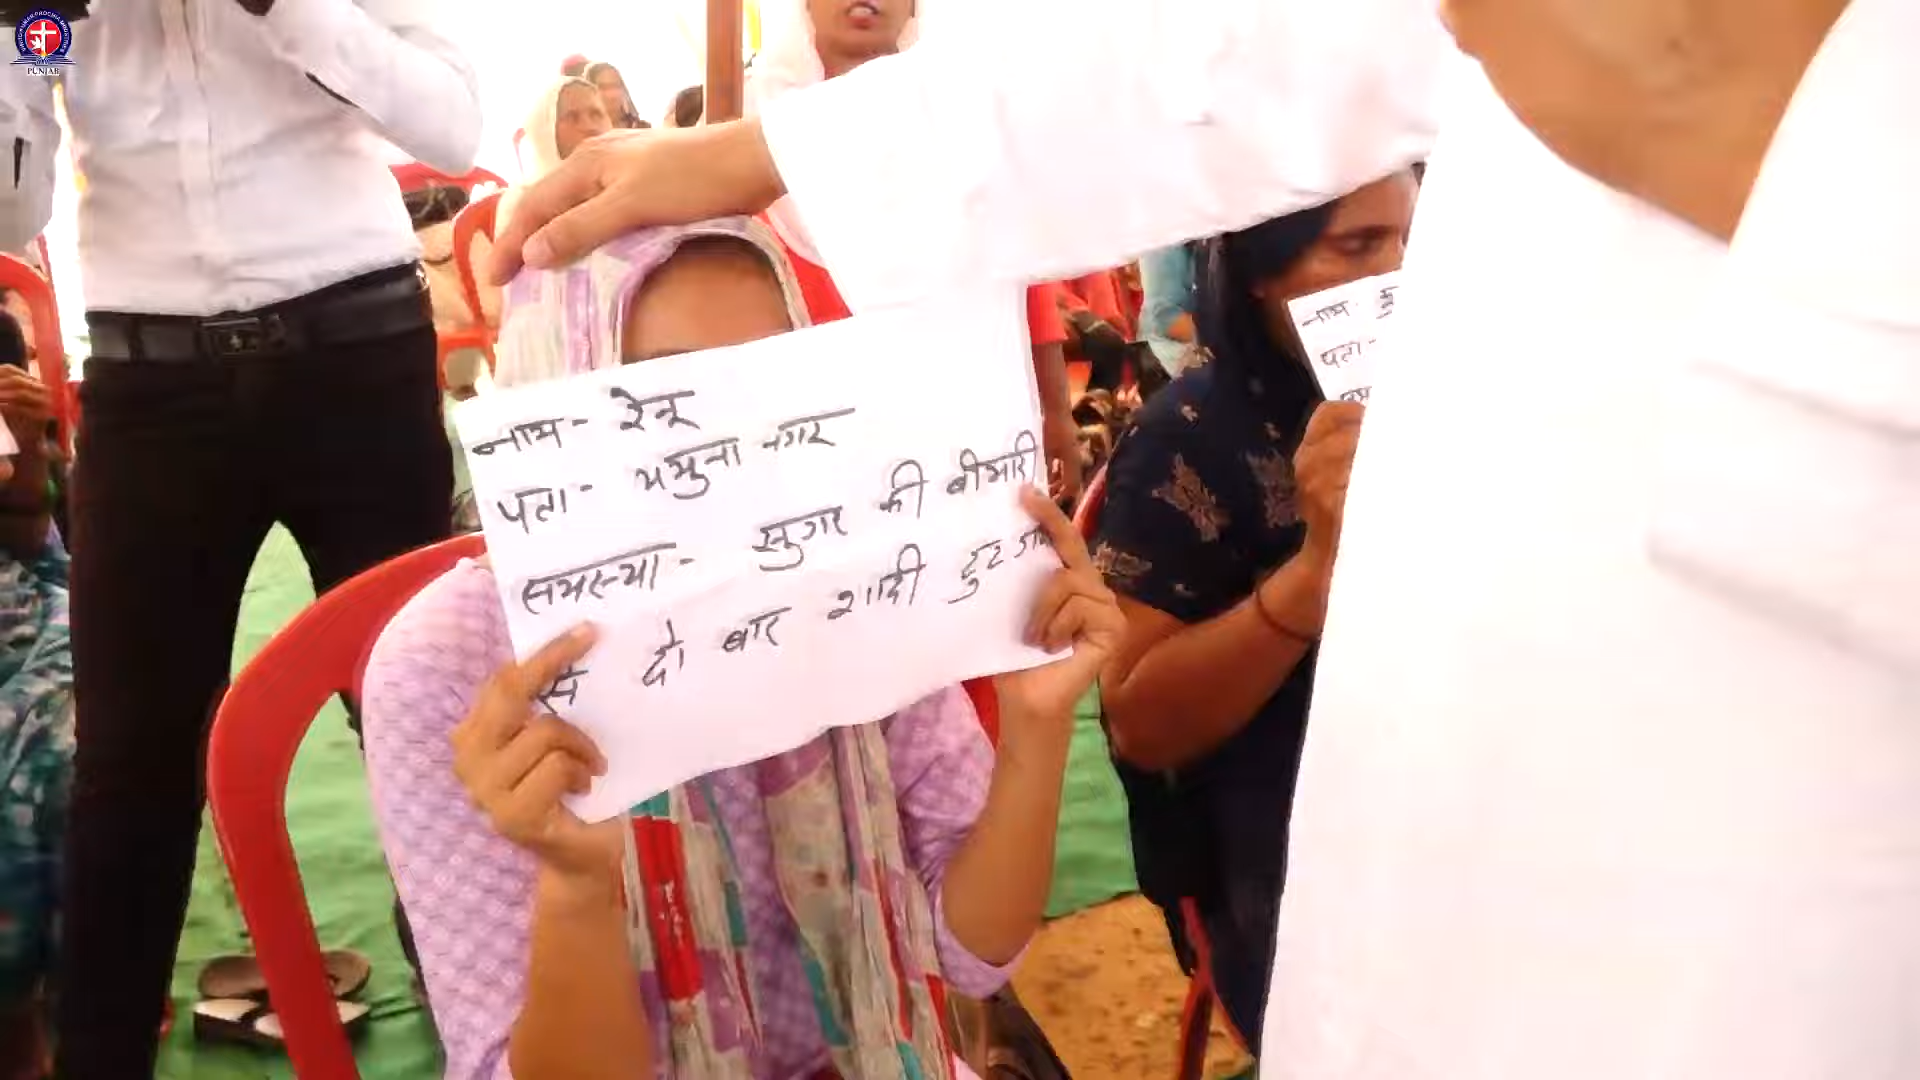 PUNJAB
नाम - रेनू
पता - यमुना नगर
समस्या - सुगर की बीमारी
से दो बार शादी टुट
नाम -
पता -